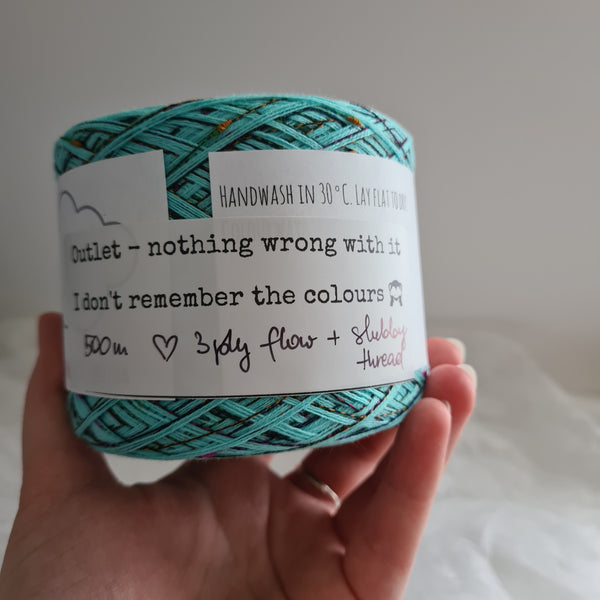 HANDWASH IN 30°C. LAY FLAT TO DRY
Outlet - nothing wrong with it
I don't remember the colours
500m ♡ 3ply flow + slubby
thread